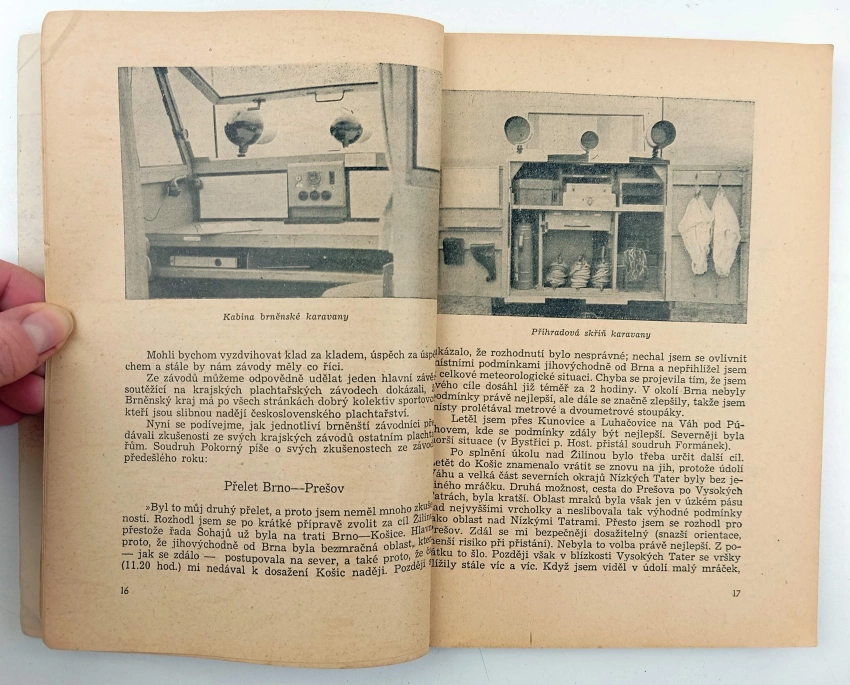 Kabina brněnské karavany
Mohli bychom vyzdvihovat klad za kladem, úspěch za
chem a stále by nám závody měly co říci.
Ze závodů můžeme odpovědně udělat jeden hlavní
soutěžící na krajských plachtařských závodech dokázali,
Brněnský kraj má po všech stránkách dobrý kolektiv
kteří jsou slibnou nadějí československého plachtařství.
Nyní se podívejme, jak jednotliví brněnští závodníci
dávali zkušenosti ze svých krajských závodů ostatním
řům. Soudruh Pokorný píše o svých zkušenostech ze
předešlého roku:
Přelet Brno—Prešov
»Byl to můj druhý přelet, a proto jsem neměl mnoho
ností. Rozhodl jsem se po krátké přípravě zvolit za cíl
přestože řada Šohajů už byla na trati Brno—Košice.
proto, že jihovýchodně od Brna byla bezmračná oblast,
— jak se zdálo — postupovala na sever, a také proto, že
(11.20 hod.) mi nedával k dosažení Košic naději. Později
16
Přihradová skříň karavany
ukázalo, že rozhodnutí bylo nesprávné; nechal jsem se ovlivnit
místními podmínkami jihovýchodně od Brna a nepřihlížel jsem
celkové meteorologické situaci. Chyba se projevila tím, že jsem
svého cíle dosáhl již téměř za 2 hodiny. V okolí Brna nebyly
podmínky právě nejlepší, ale dále se značně zlepšily, takže jsem
místy prolétával metrové a dvoumetrové stoupáky.
Letěl jsem přes Kunovice a Luhačovice na Váh pod Pú-
chovem, kde se podmínky zdály být nejlepší. Severněji byla
horší situace (v Bystřici p. Host. přistál soudruh Formánek).
Po splnění úkolu nad Žilinou bylo třeba určit další cíl.
Letět do Košic znamenalo vrátit se znovu na jih, protože údolí
Váhu a velká část severních okrajů Nízkých Tater byly bez je-
diného mráčku. Druhá možnost, cesta do Prešova po Vysokých
Tatrách, byla kratší. Oblast mraků byla však jen v úzkém pásu
nad nejvyššími vrcholky a neslibovala tak výhodné podmínky
jako oblast nad Nízkými Tatrami. Přesto jsem se rozhodl pro
Prešov. Zdál se mi bezpečněji dosažitelný (snazší orientace,
menší risiko při přistání). Nebyla to volba právě nejlepší. Z po-
čátku to šlo. Později však v blízkosti Vysokých Tater se vršky
blížily stále víc a víc. Když jsem viděl v údolí malý mráček,
17